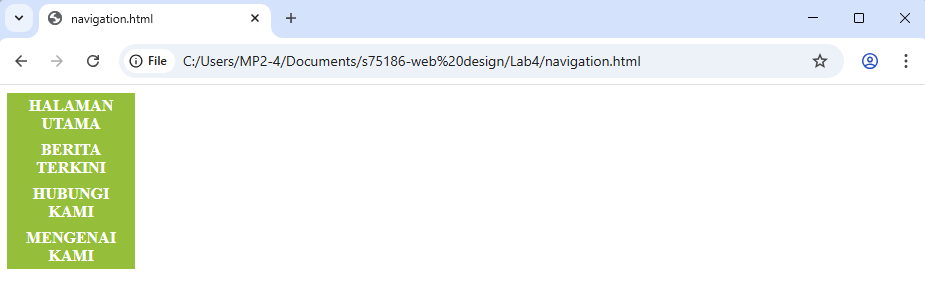 navigation.html
File C:/Users/MP2-4/Documents/s75186-web%20design/Lab4/navigation.html
HALAMAN
UTAMA
BERITA
TERKINI
HUBUNGI
KAMI
MENGENAI
KAMI